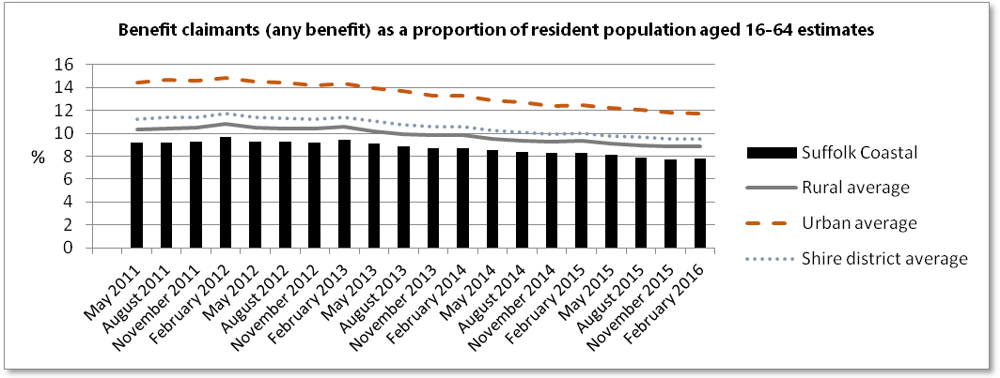 Benefit claimants (any benefit) as a proportion of resident population aged 16-64 estimates
16
14
12
10
8
6
4
2
0
%
May 2011
August 2011
November 2011
February 2012
May 2012
August 2012
November 2012
February 2013
May 2013
August 2013
November 2013
February 2014
May 2014
August 2014
November 2014
February 2015
May 2015
August 2015
November 2015
February 2016
Suffolk Coastal
Rural average
Urban average
Shire district average